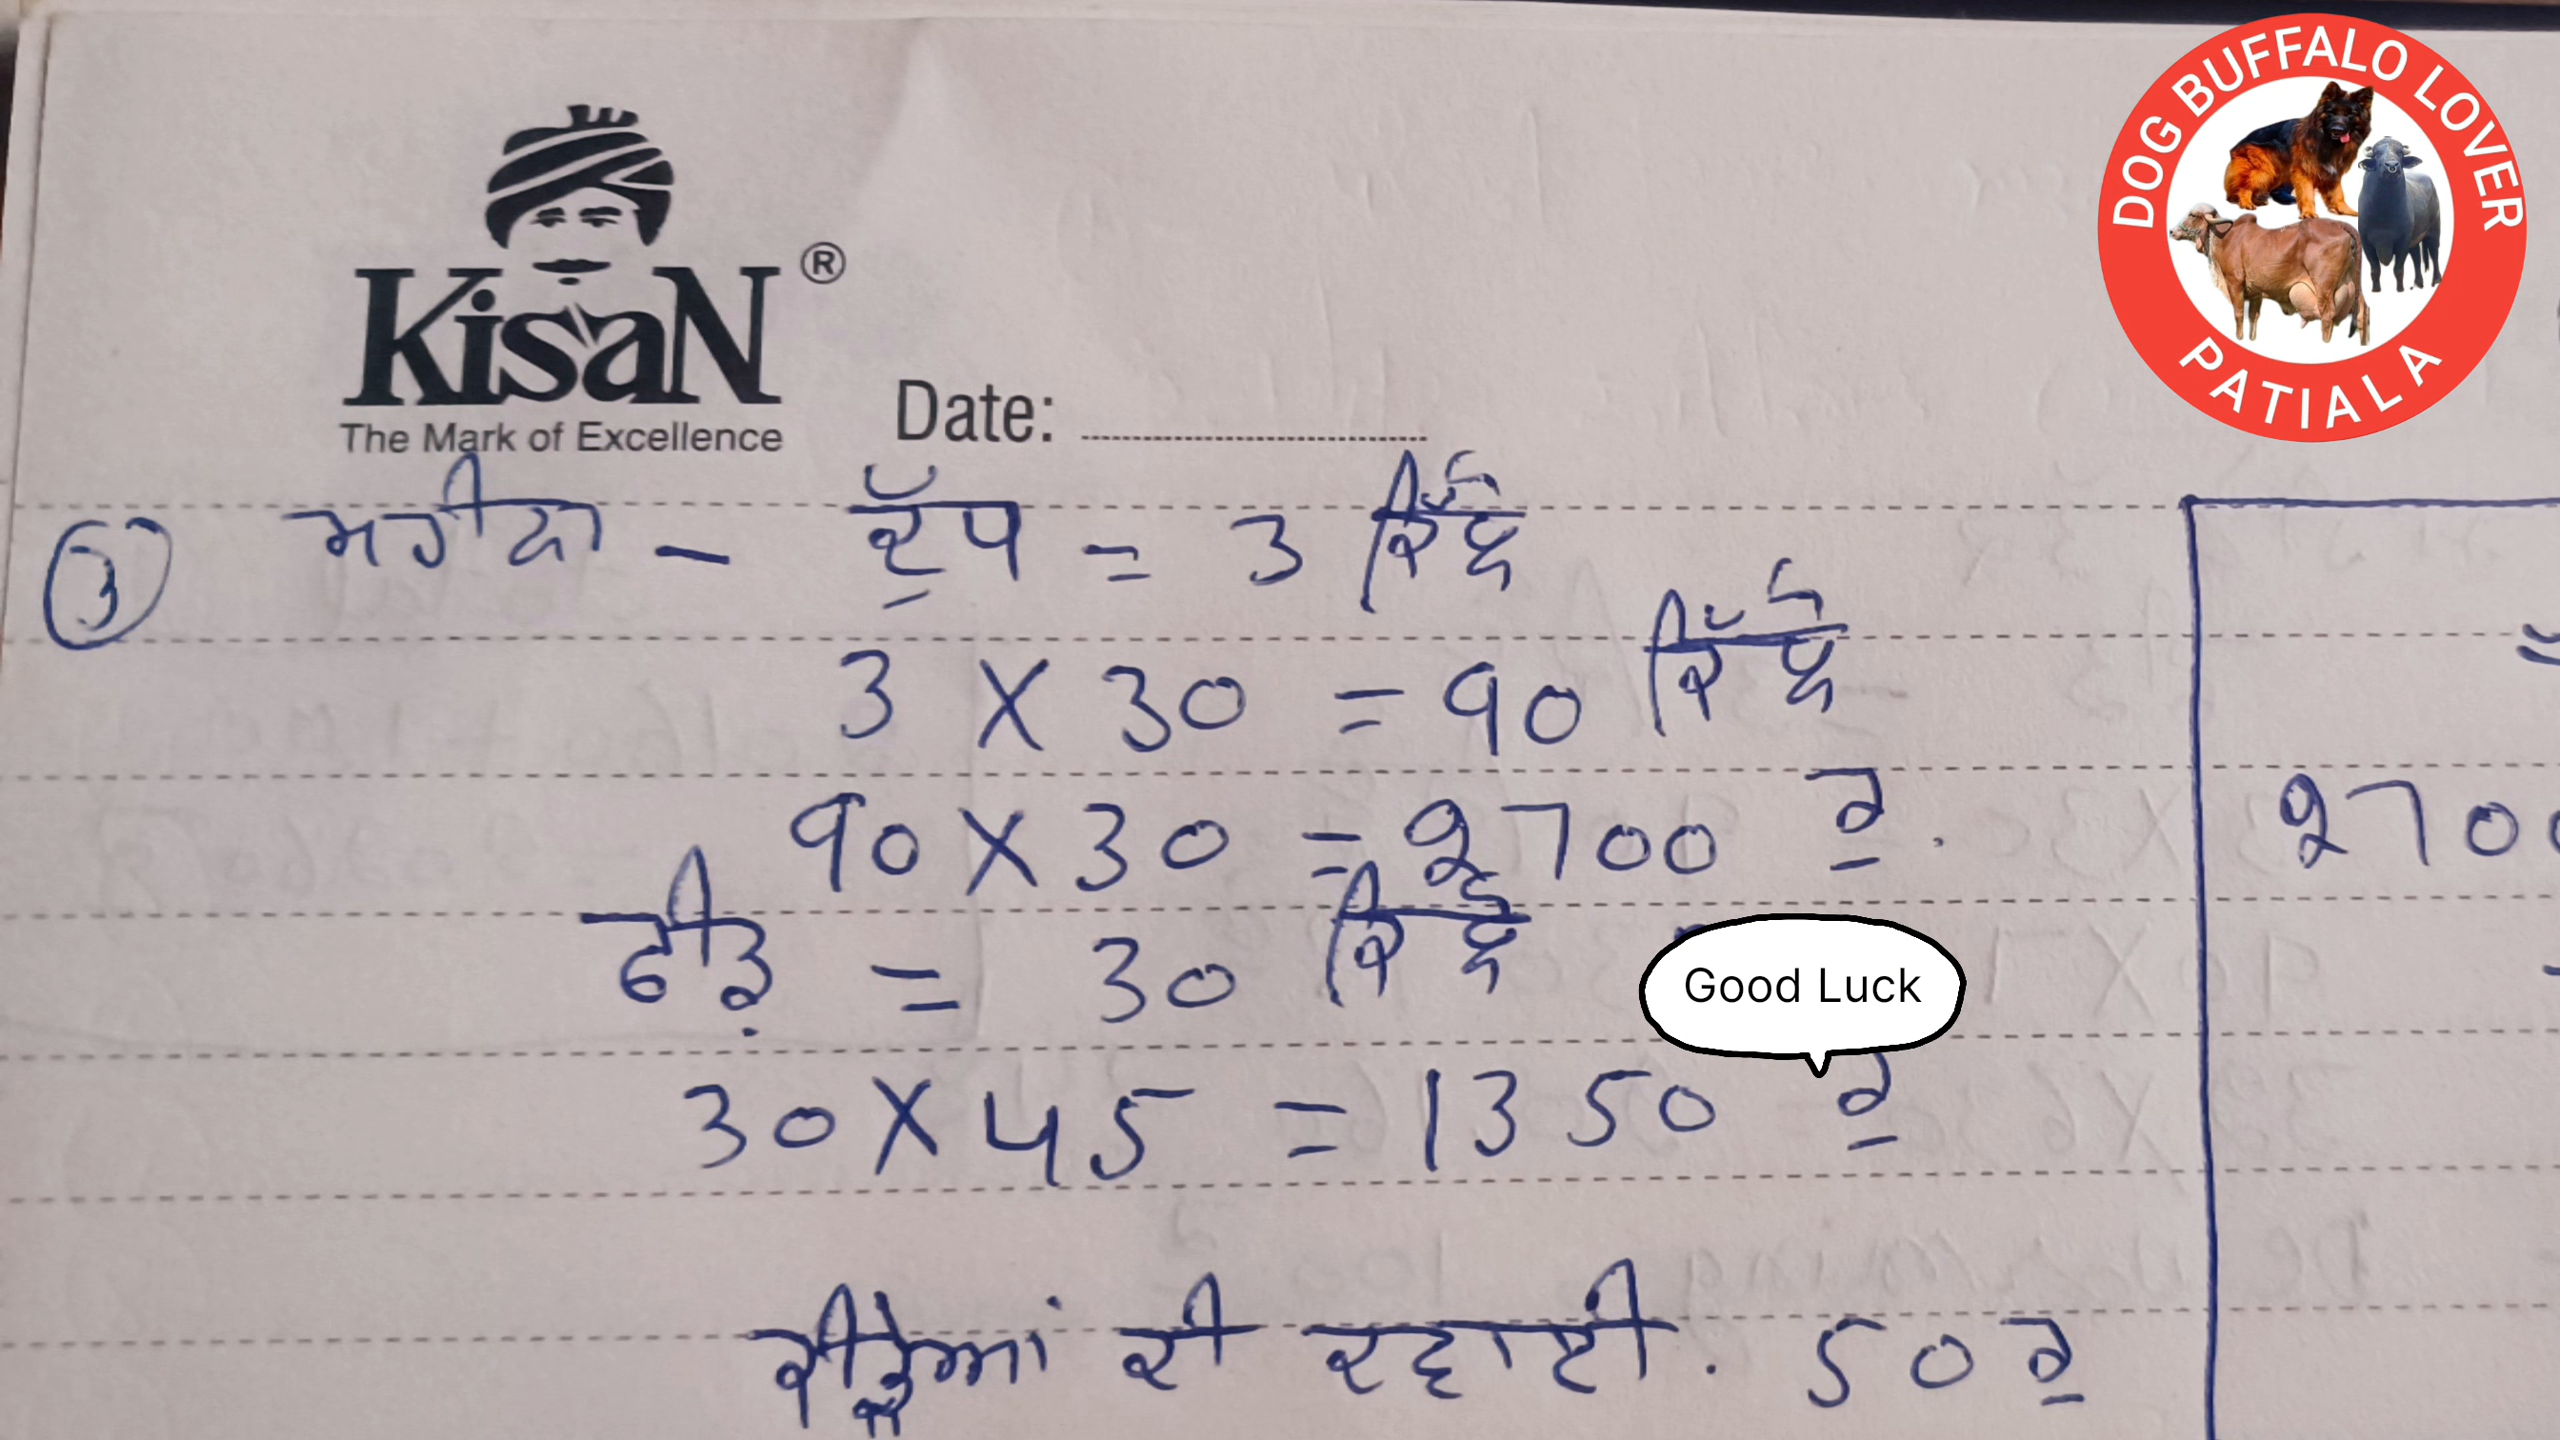 DOG BUFFALO LOVER
PATIALA
KisaN ®
The Mark of Excellence
Date:
③ ਮਹੀਨਾ - ਦੁੱਧ = 3 ਕਿੱਲੋ
3 X 30 = 90 ਕਿੱਲੋ
90 X 30 = 2700 ਰੁ.
2700
ਫੀਡ = 30 ਕਿੱਲੋ
Good Luck
30 X 45 = 1350 ਰੁ
ਕੀੜਿਆਂ ਦੀ ਦਵਾਈ. 50 ਰੁ